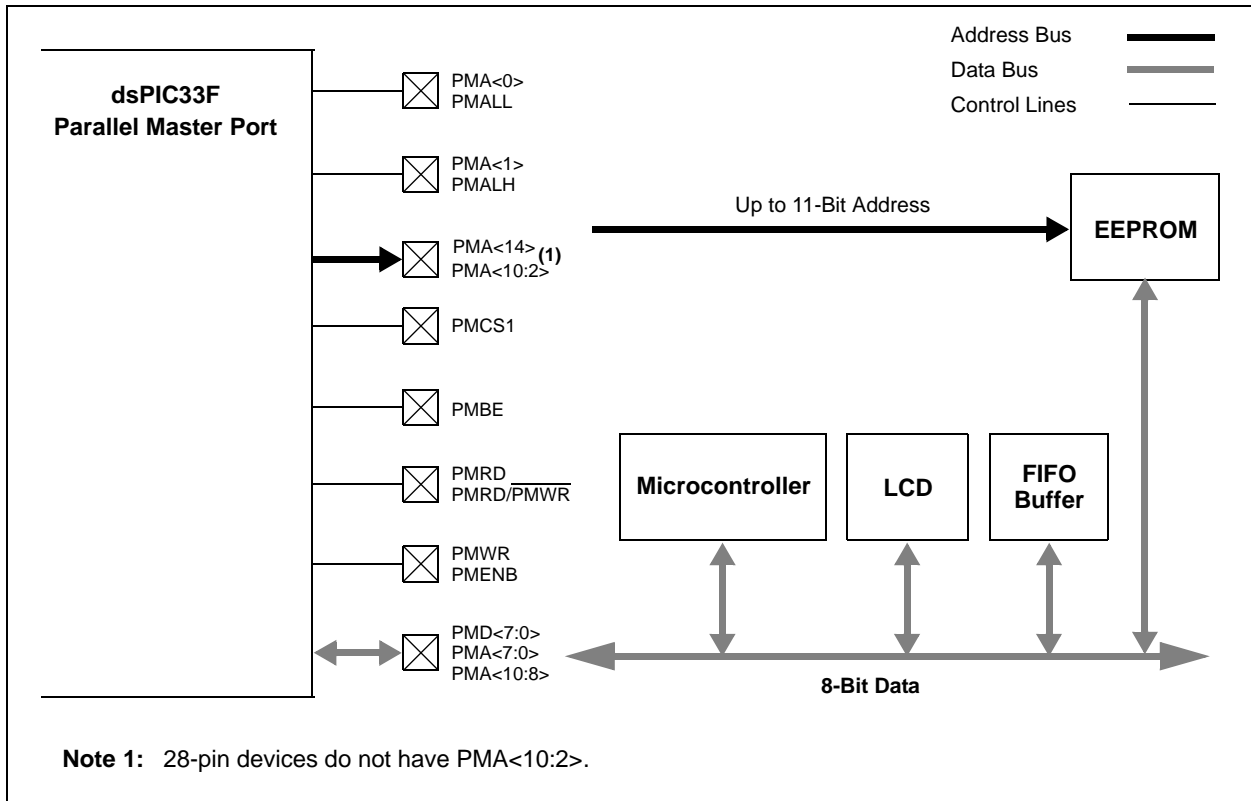 Address Bus
Data Bus
Control Lines
dsPIC33F
Parallel Master Port
PMA<0>
PMALL
PMA<1>
PMALH
PMA<14>(1)
PMA<10:2>
PMCS1
PMBE
PMRD
PMRD/PMWR
PMWR
PMENB
PMD<7:0>
PMA<7:0>
PMA<10:8>
Up to 11-Bit Address
EEPROM
Microcontroller
LCD
FIFO
Buffer
8-Bit Data
Note 1: 28-pin devices do not have PMA<10:2>.